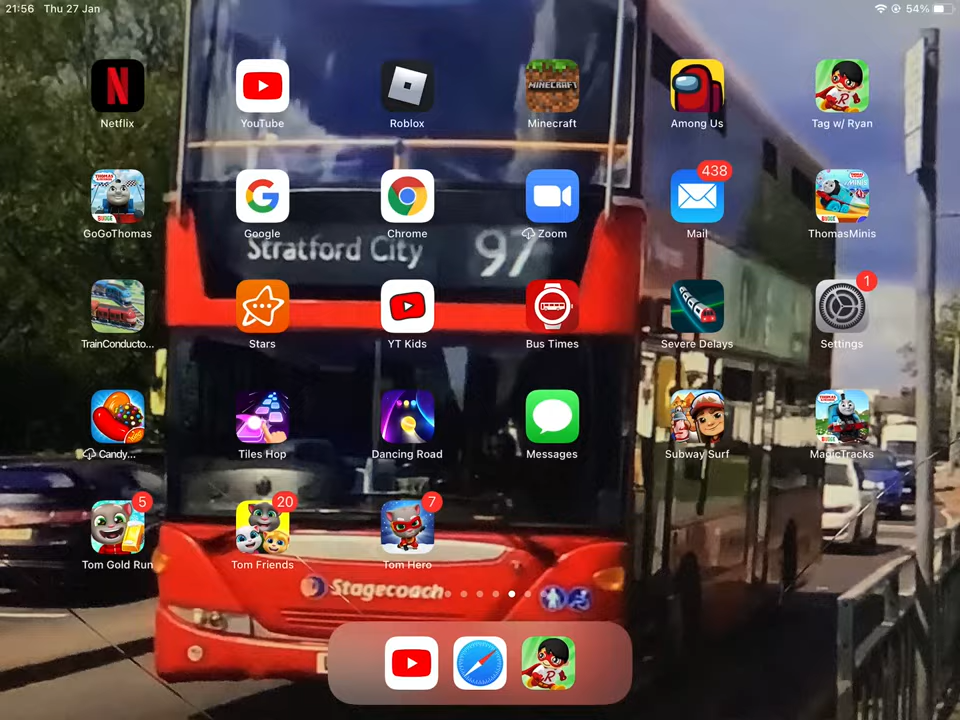 21:56 Thu 27 Jan
54%
Netflix
YouTube
Roblox
MINECRAFT
Minecraft
Among Us
Tag w/ Ryan
GoGoThomas
Google
Chrome
Zoom
438
Mail
ThomasMinis
Stratford City 97
TrainConducto...
Stars
YT Kids
Bus Times
Severe Delays
1
Settings
Candy...
Tiles Hop
Dancing Road
Messages
Subway Surf
MagicTracks
5
Tom Gold Run
20
Tom Friends
7
Tom Hero
Stagecoach